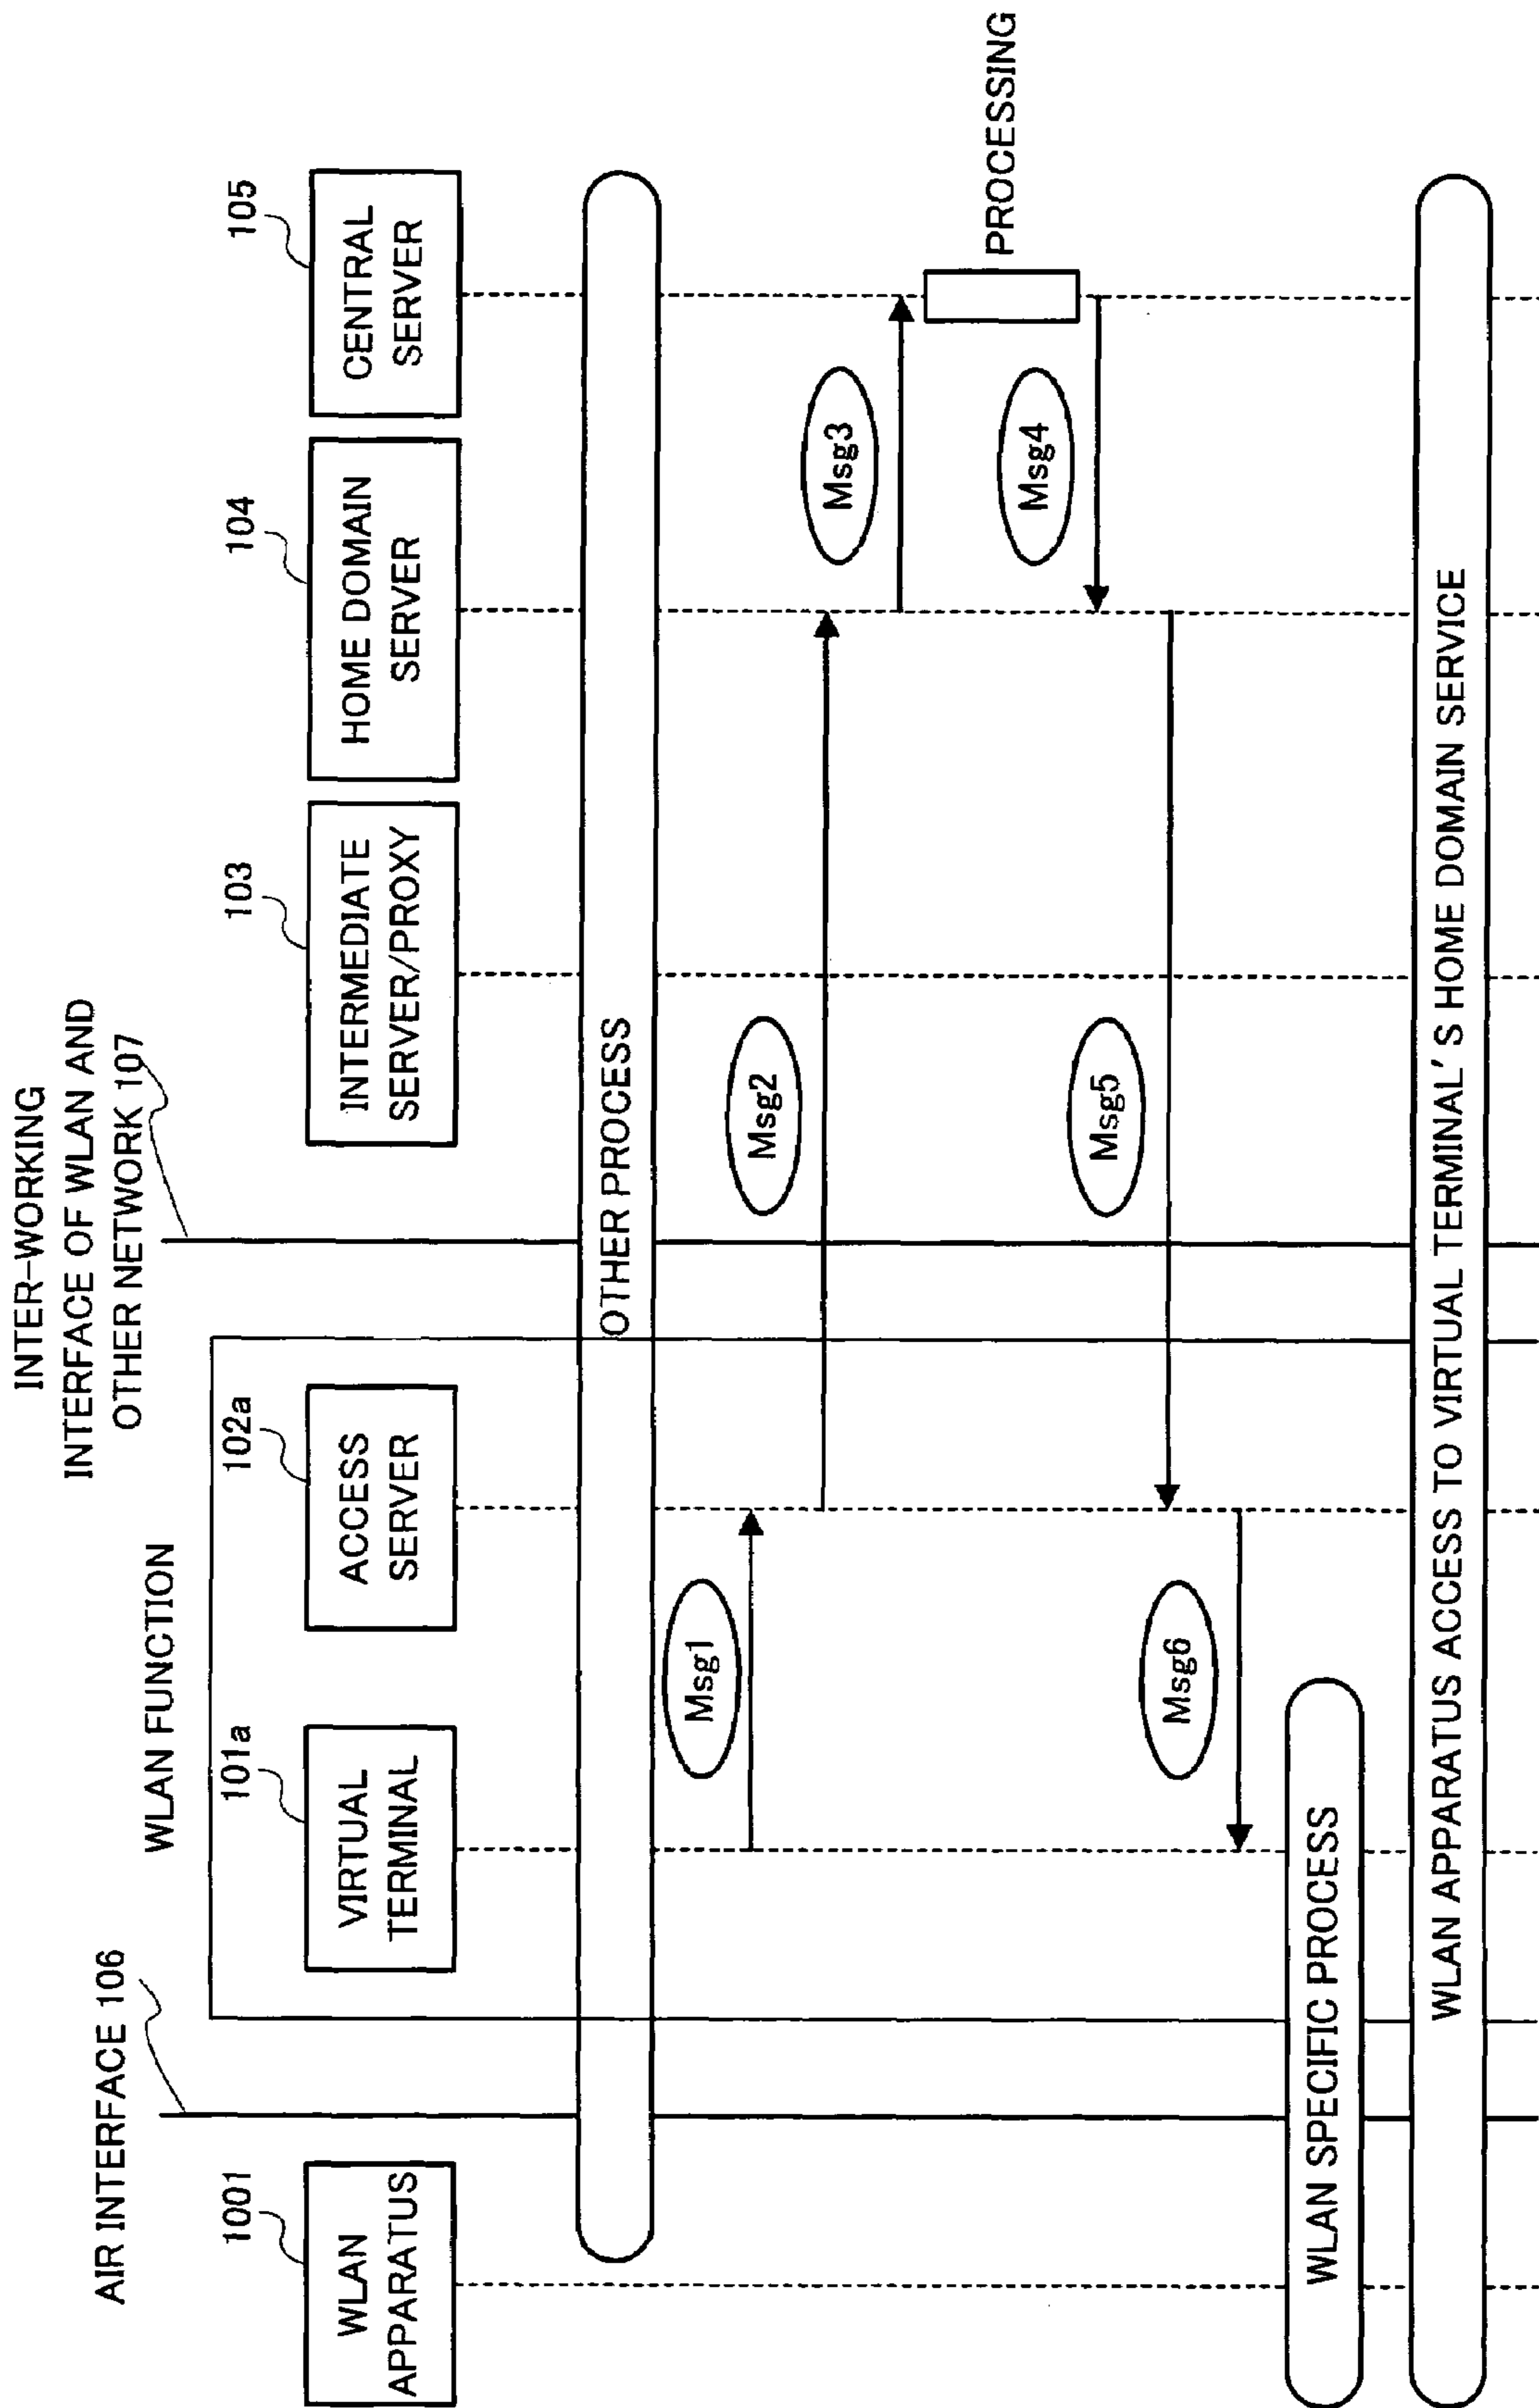 INTER-WORKING
INTERFACE OF WLAN AND
OTHER NETWORK 107
AIR INTERFACE 106
WLAN FUNCTION
1001
WLAN
APPARATUS
101a
VIRTUAL
TERMINAL
102a
ACCESS
SERVER
103
INTERMEDIATE
SERVER/PROXY
104
HOME DOMAIN
SERVER
105
CENTRAL
SERVER
OTHER PROCESS
Msg1
Msg2
Msg3
PROCESSING
Msg4
Msg5
Msg6
WLAN SPECIFIC PROCESS
WLAN APPARATUS ACCESS TO VIRTUAL TERMINAL'S HOME DOMAIN SERVICE